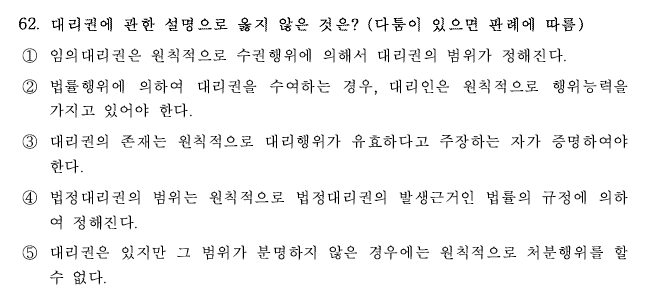 62. 대리권에 관한 설명으로 옳지 않은 것은? (다툼이 있으면 판례에 따름)
① 임의대리권은 원칙적으로 수권행위에 의해서 대리권의 범위가 정해진다.
② 법률행위에 의하여 대리권을 수여하는 경우, 대리인은 원칙적으로 행위능력을
가지고 있어야 한다.
③ 대리권의 존재는 원칙적으로 대리행위가 유효하다고 주장하는 자가 증명하여야
한다.
④ 법정대리권의 범위는 원칙적으로 법정대리권의 발생근거인 법률의 규정에 의하
여 정해진다.
⑤ 대리권은 있지만 그 범위가 분명하지 않은 경우에는 원칙적으로 처분행위를 할
수 없다.